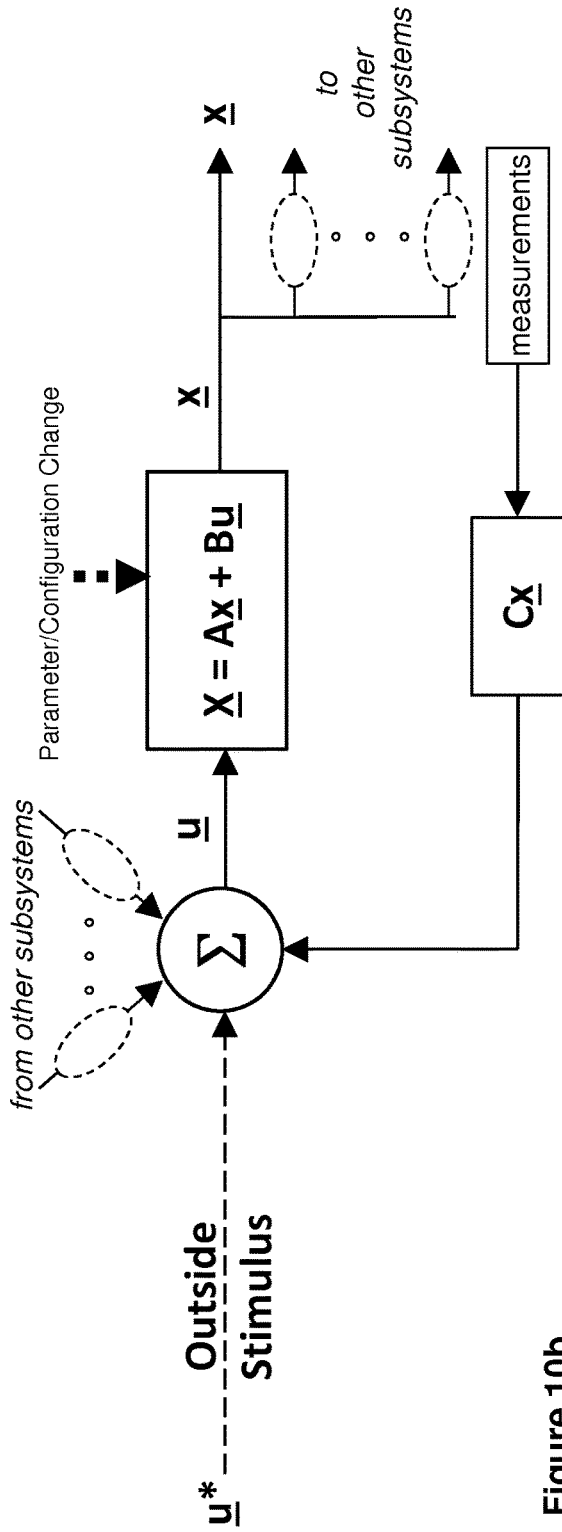 from other subsystems
Parameter/Configuration Change
u*
Outside
Stimulus
Σ
u
X = Ax + Bu
x
x
to
other
subsystems
Cx
measurements
Figure 10b